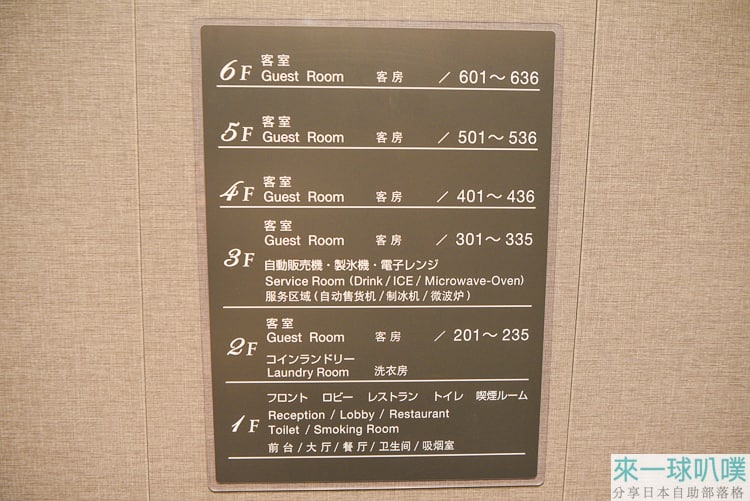 客室
6F Guest Room 客房 / 601～636
客室
5F Guest Room 客房 / 501～536
客室
4F Guest Room 客房 / 401～436
客室
Guest Room 客房 / 301～335
3F
自動販売機・製氷機・電子レンジ
Service Room (Drink / ICE / Microwave-Oven)
服务区域 (自动售货机 / 制冰机 / 微波炉)
客室
Guest Room 客房 / 201～235
2F
コインランドリー
Laundry Room 洗衣房
フロント ロビー レストラン トイレ 喫煙ルーム
Reception / Lobby / Restaurant
1F
Toilet / Smoking Room
前台 / 大厅 / 餐厅 / 卫生间 / 吸烟室
來一球叭噗
分享日本自助部落格